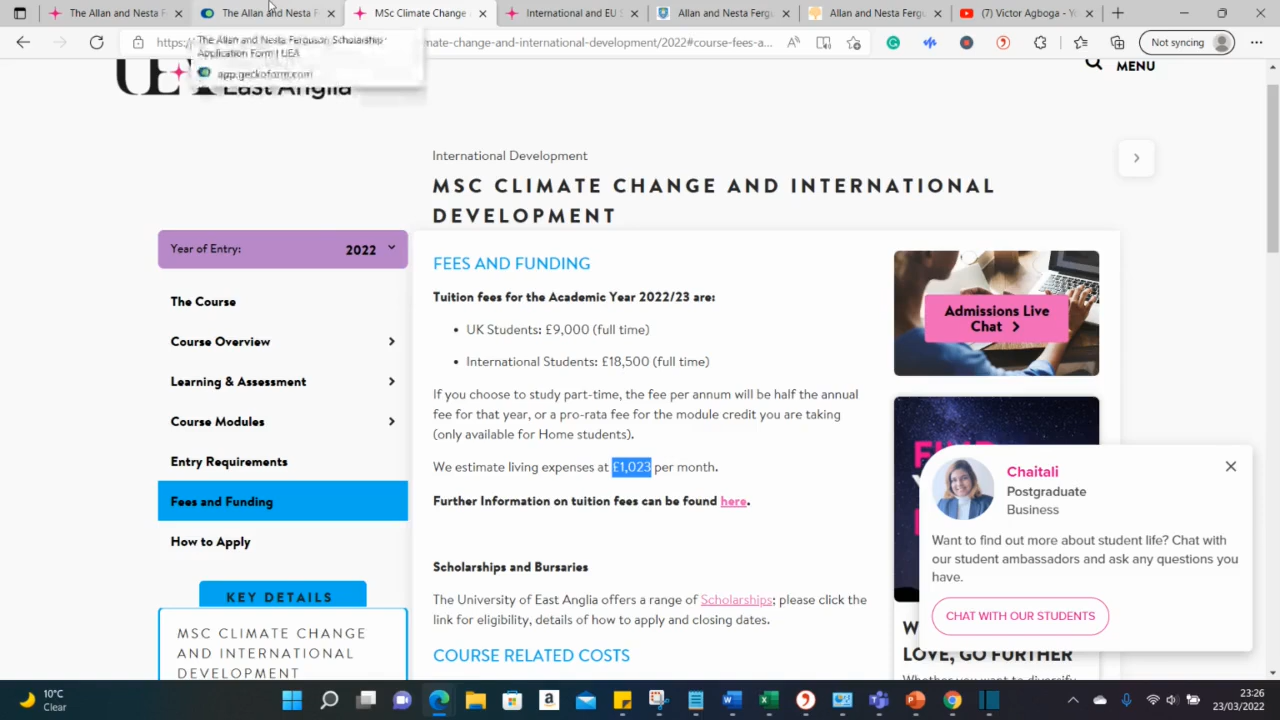 The Allan and Nesta F
The Allan and Nesta F
MSc Climate Change
International and EU S
Allan and Nesta Fergu
Allan and Nesta Fergu
(7) Victor Agboga - Y
https://
mate-change-and-international-development/2022#course-fees-a...
Not syncing
The Allan and Nesta Ferguson Scholarship -
Application Form | UEA
app.geckoform.com
East Anglia
MENU
International Development
MSC CLIMATE CHANGE AND INTERNATIONAL
DEVELOPMENT
Year of Entry:
2022
The Course
Course Overview
Learning & Assessment
Course Modules
Entry Requirements
Fees and Funding
How to Apply
KEY DETAILS
MSC CLIMATE CHANGE
AND INTERNATIONAL
DEVELOPMENT
FEES AND FUNDING
Tuition fees for the Academic Year 2022/23 are:
• UK Students: £9,000 (full time)
• International Students: £18,500 (full time)
If you choose to study part-time, the fee per annum will be half the annual
fee for that year, or a pro-rata fee for the module credit you are taking
(only available for Home students).
We estimate living expenses at £1,023 per month.
Further Information on tuition fees can be found here.
Scholarships and Bursaries
The University of East Anglia offers a range of Scholarships; please click the
link for eligibility, details of how to apply and closing dates.
COURSE RELATED COSTS
Admissions Live
Chat >
Chaitali
Postgraduate
Business
Want to find out more about student life? Chat with
our student ambassadors and ask any questions you
have.
CHAT WITH OUR STUDENTS
LOVE, GO FURTHER
10°C
Clear
23:26
23/03/2022